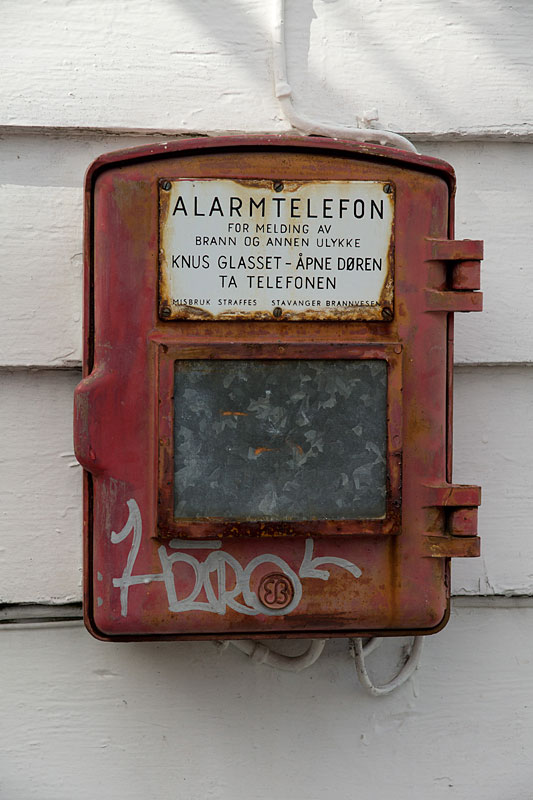 ALARMTELEFON
FOR MELDING AV
BRANN OG ANNEN ULYKKE
KNUS GLASSET - ÅPNE DØREN
TA TELEFONEN
MISBRUK STRAFFES STAVANGER BRANNVESEN